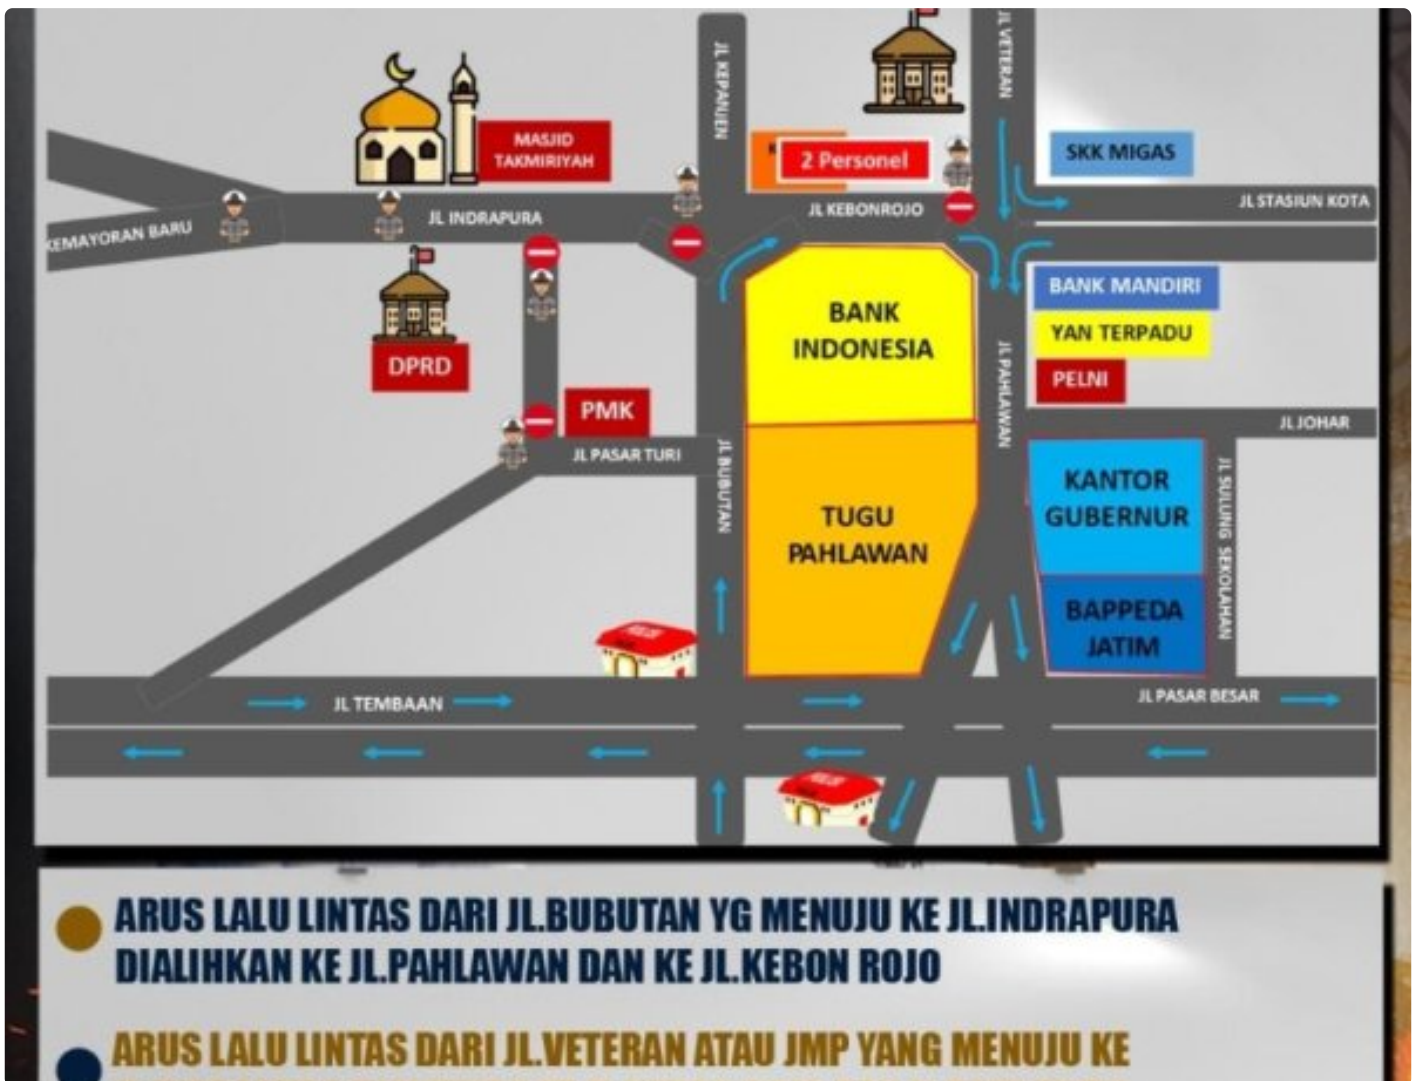 JL KEPANJEN
JL VETERAN
MASJID
TAKMIRIYAH
2 Personel
SKK MIGAS
JL STASIUN KOTA
JL INDRAPURA
JL KEBONROJO
KEMAYORAN BARU
BANK
INDONESIA
BANK MANDIRI
YAN TERPADU
PELNI
DPRD
JL PAHLAWAN
PMK
JL JOHAR
JL PASAR TURI
JL BUBUTAN
TUGU
PAHLAWAN
KANTOR
GUBERNUR
JL SULUNG SEKOLAHAN
BAPPEDA
JATIM
JL TEMBAAN
JL PASAR BESAR
ARUS LALU LINTAS DARI JL.BUBUTAN YG MENUJU KE JL.INDRAPURA
DIALIHKAN KE JL.PAHLAWAN DAN KE JL.KEBON ROJO
ARUS LALU LINTAS DARI JL.VETERAN ATAU JMP YANG MENUJU KE